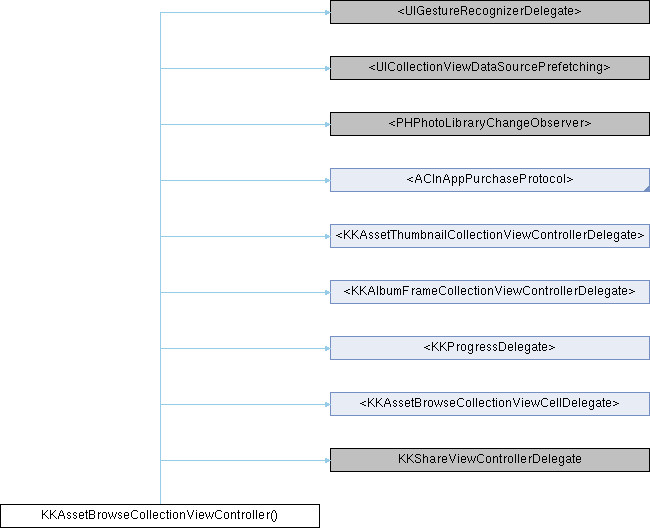 <UIGestureRecognizerDelegate>
<UICollectionViewDataSourcePrefetching>
<PHPhotoLibraryChangeObserver>
<ACInAppPurchaseProtocol>
<KKAssetThumbnailCollectionViewControllerDelegate>
<KKAlbumFrameCollectionViewControllerDelegate>
<KKProgressDelegate>
<KKAssetBrowseCollectionViewCellDelegate>
KKShareViewControllerDelegate
KKAssetBrowseCollectionViewController()